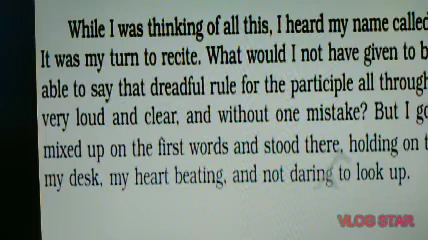 While I was thinking of all this, I heard my name called
It was my turn to recite. What would I not have given to b
able to say that dreadful rule for the participle all through
very loud and clear, and without one mistake? But I go
mixed up on the first words and stood there, holding on t
my desk, my heart beating, and not daring to look up.
VLOG STAR